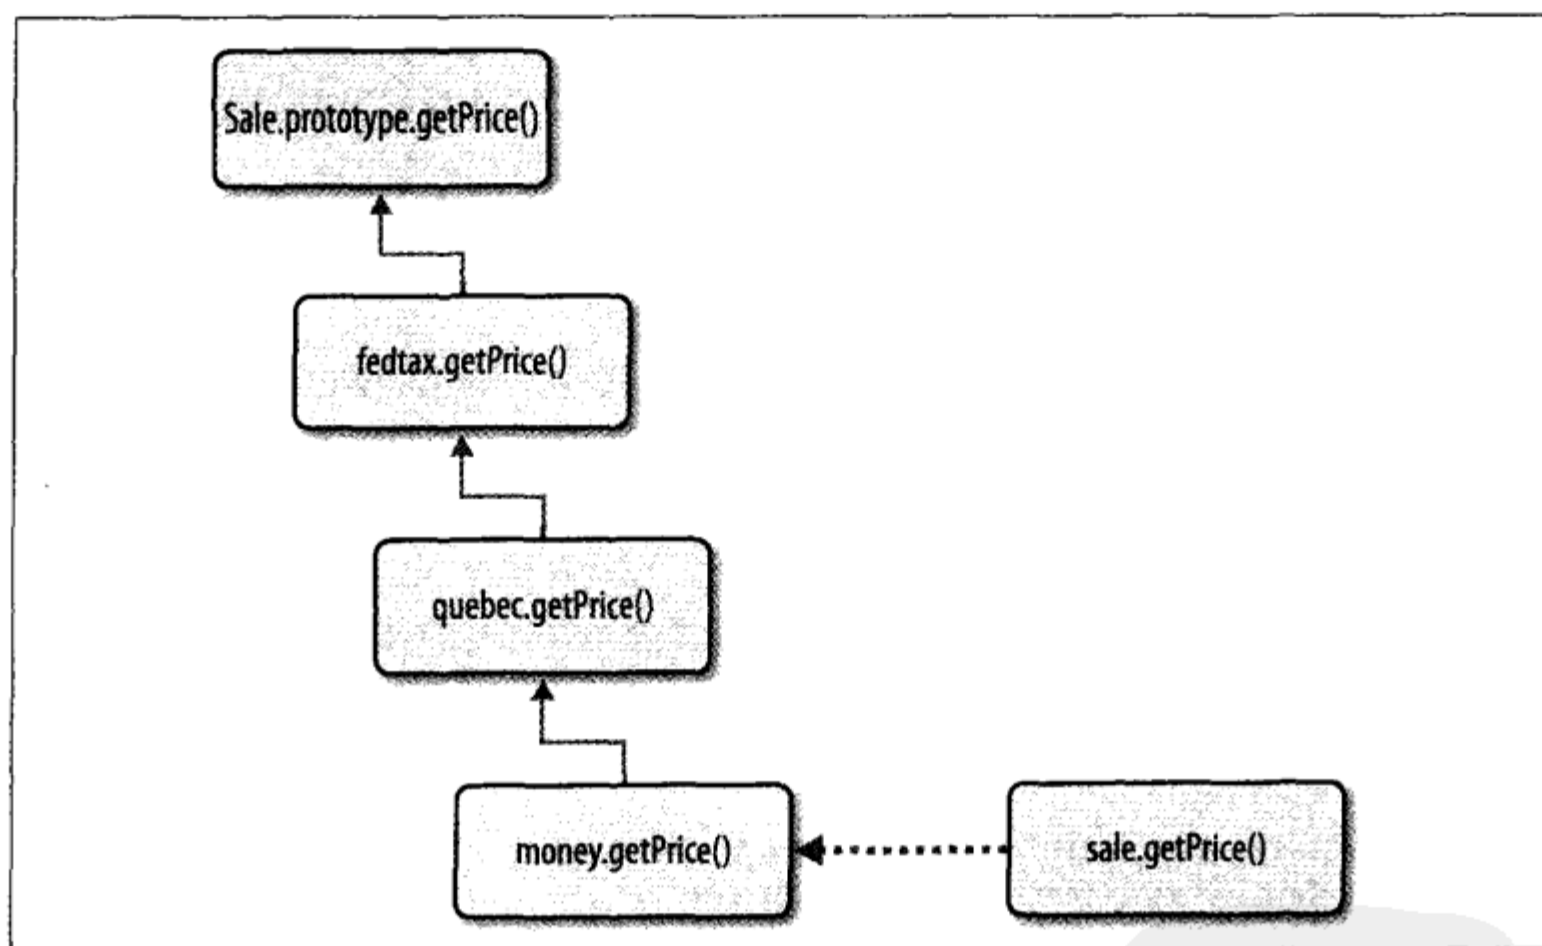 Sale.prototype.getPrice()
fedtax.getPrice()
quebec.getPrice()
money.getPrice()
sale.getPrice()